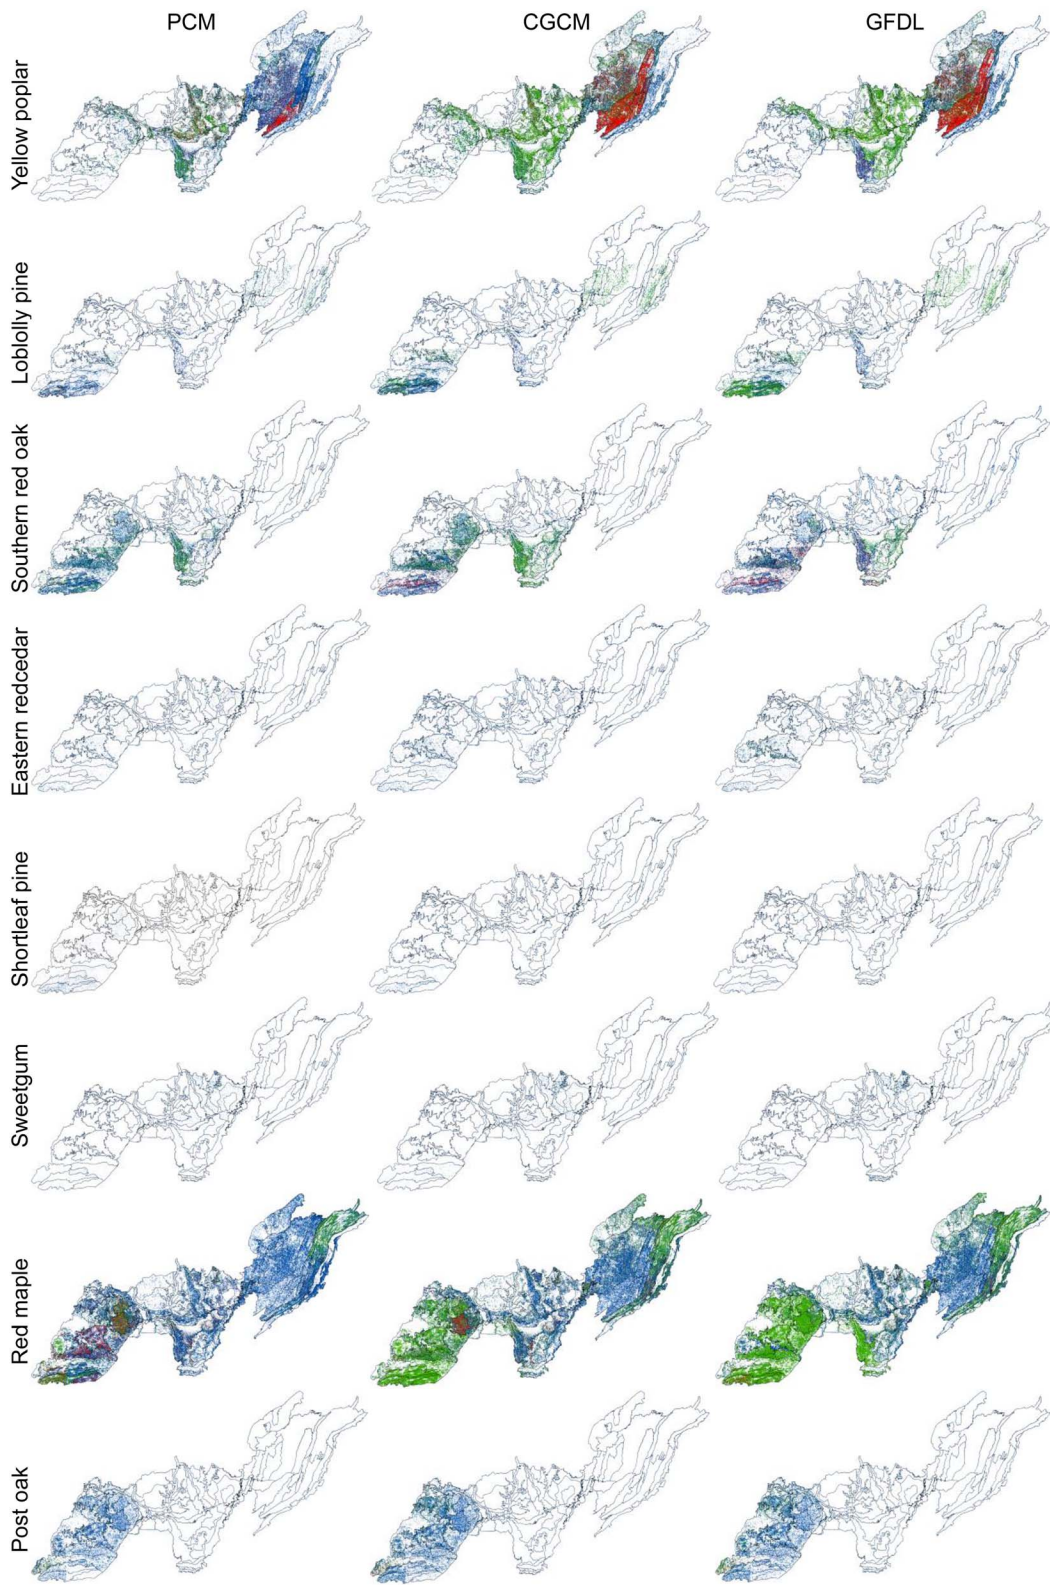 PCM
CGCM
GFDL
Yellow poplar
Loblolly pine
Southern red oak
Eastern redcedar
Shortleaf pine
Sweetgum
Red maple
Post oak